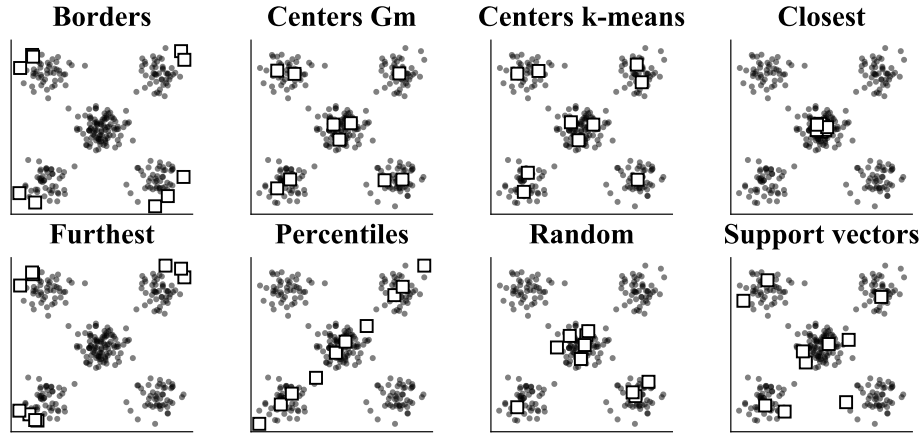 Borders
Centers Gm
Centers k-means
Closest
Furthest
Percentiles
Random
Support vectors